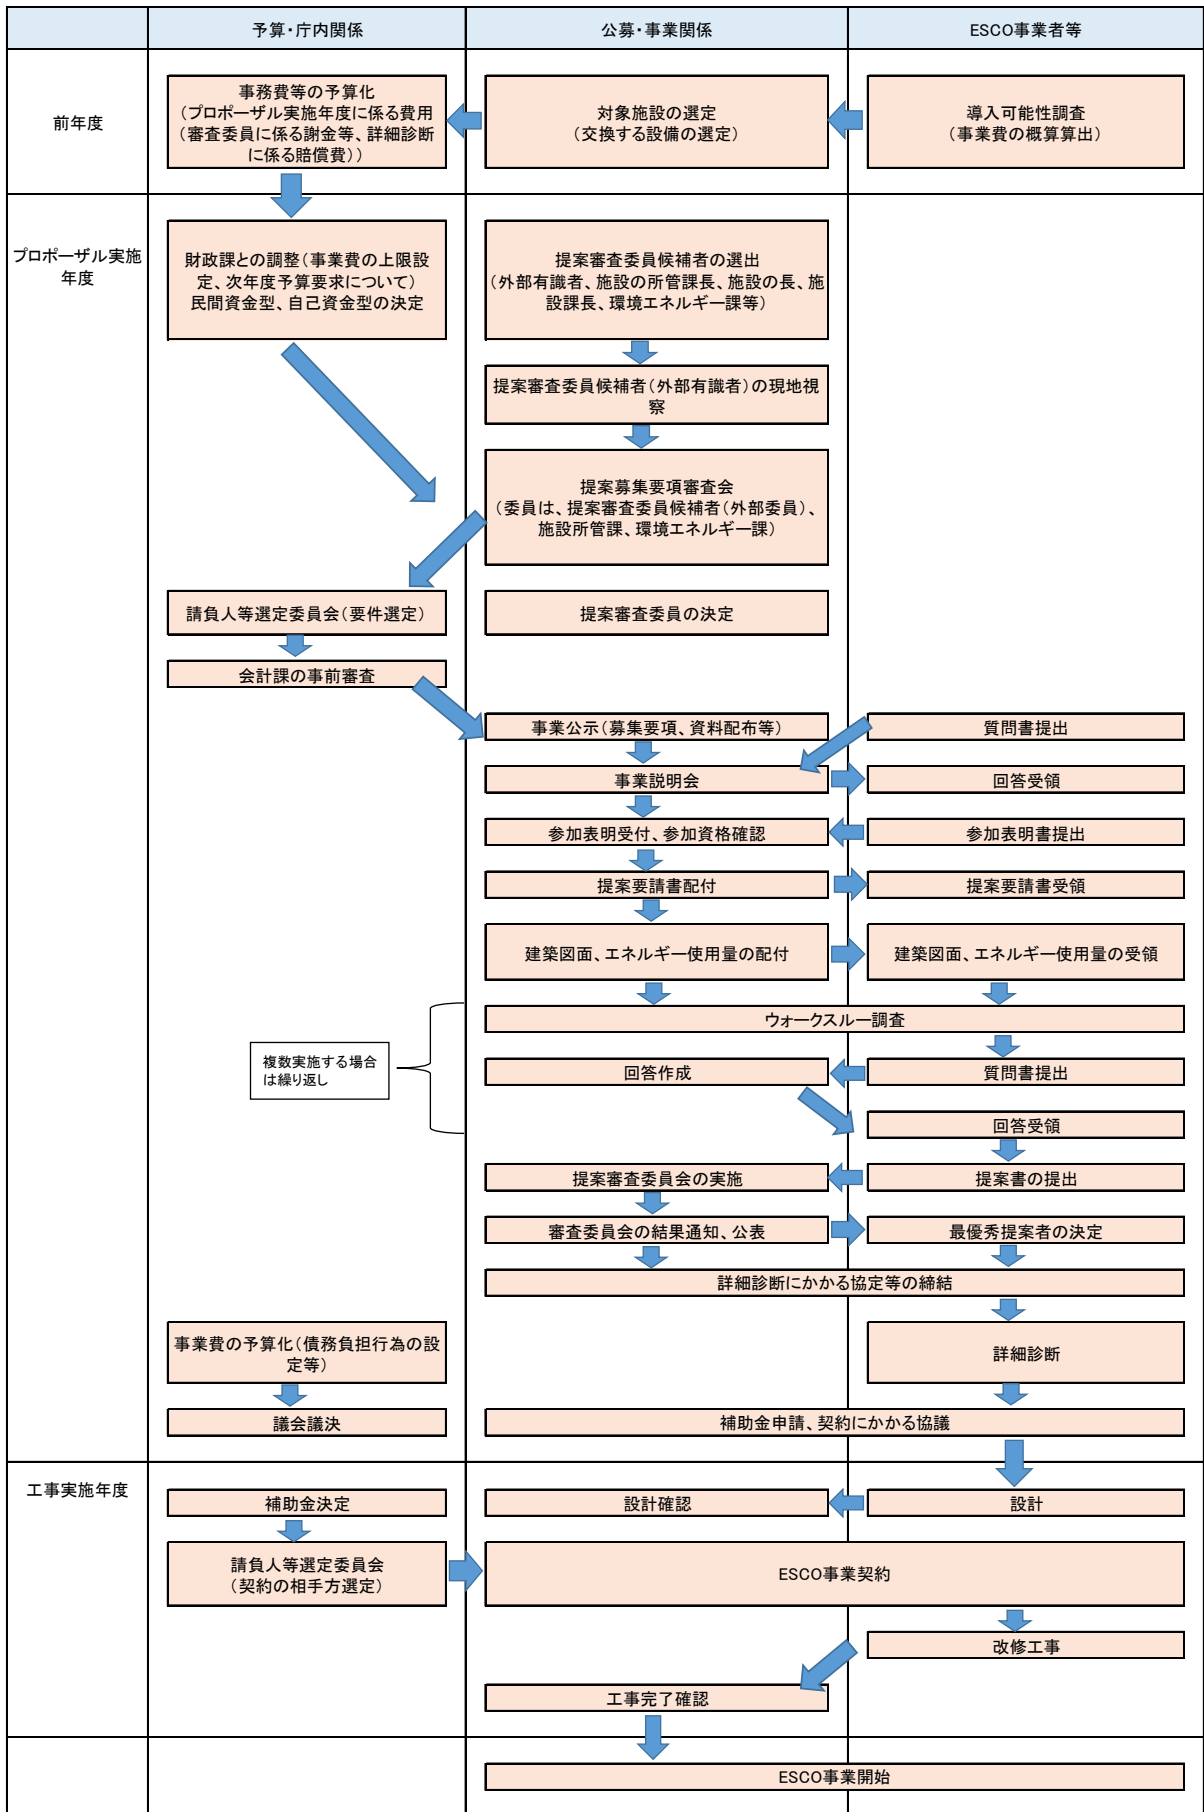 予算・庁内関係
公募・事業関係
ESCO事業者等
前年度
事務費等の予算化
（プロポーザル実施年度に係る費用
（審査委員に係る謝金等、詳細診断
に係る賠償費））
対象施設の選定
（交換する設備の選定）
導入可能性調査
（事業費の概算算出）
プロポーザル実施
年度
財政課との調整（事業費の上限設
定、次年度予算要求について）
民間資金型、自己資金型の決定
提案審査委員候補者の選出
（外部有識者、施設の所管課長、施設の長、施
設課長、環境エネルギー課等）
提案審査委員候補者（外部有識者）の現地視
察
提案募集要項審査会
（委員は、提案審査委員候補者（外部委員）、
施設所管課、環境エネルギー課）
請負人等選定委員会（要件選定）
提案審査委員の決定
会計課の事前審査
事業公示（募集要項、資料配布等）
質問書提出
事業説明会
回答受領
参加表明受付、参加資格確認
参加表明書提出
提案要請書配付
提案要請書受領
建築図面、エネルギー使用量の配付
建築図面、エネルギー使用量の受領
ウォークスルー調査
複数実施する場合
は繰り返し
回答作成
質問書提出
回答受領
提案審査委員会の実施
提案書の提出
審査委員会の結果通知、公表
最優秀提案者の決定
詳細診断にかかる協定等の締結
事業費の予算化（債務負担行為の設
定等）
詳細診断
議会議決
補助金申請、契約にかかる協議
工事実施年度
補助金決定
設計確認
設計
請負人等選定委員会
（契約の相手方選定）
ESCO事業契約
改修工事
工事完了確認
ESCO事業開始